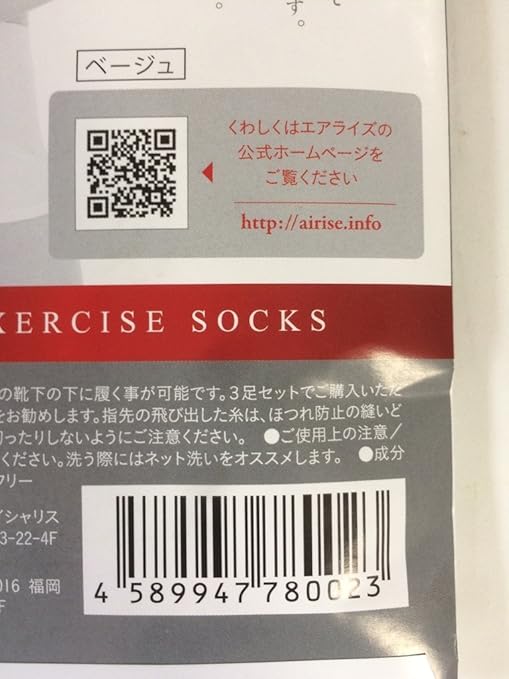 す。
。
ベージュ
くわしくはエアライズの
公式ホームページを
ご覧ください
http://airise.info
XERCISE SOCKS
の靴下の下に履く事が可能です。3足セットでご購入いただ
をお勧めします。指先の飛び出した糸は、ほつれ防止の縫いど
切ったりしないようにご注意ください。 ●ご使用上の注意/
ください。洗う際にはネット洗いをオススメします。 ●成分
フリー
イシャリス
3-22-4F
016 福岡
F
4 589947 780023